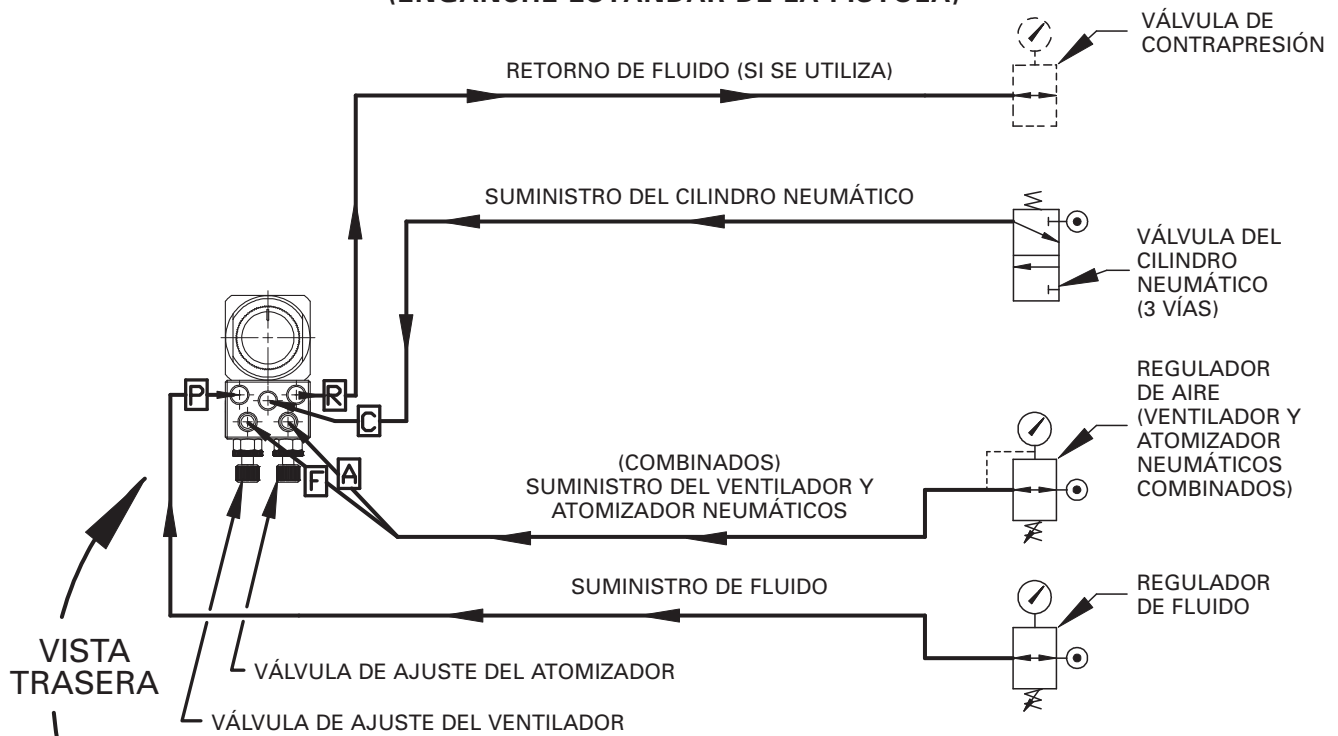 (ENGANCHE ESTÁNDAR DE LA PISTOLA)
VÁLVULA DE
CONTRAPRESIÓN
RETORNO DE FLUIDO (SI SE UTILIZA)
SUMINISTRO DEL CILINDRO NEUMÁTICO
VÁLVULA DEL
CILINDRO
NEUMÁTICO
(3 VÍAS)
P
R
C
F
A
REGULADOR
DE AIRE
(VENTILADOR Y
ATOMIZADOR
NEUMÁTICOS
COMBINADOS)
(COMBINADOS)
SUMINISTRO DEL VENTILADOR Y
ATOMIZADOR NEUMÁTICOS
SUMINISTRO DE FLUIDO
REGULADOR
DE FLUIDO
VISTA
TRASERA
VÁLVULA DE AJUSTE DEL ATOMIZADOR
VÁLVULA DE AJUSTE DEL VENTILADOR